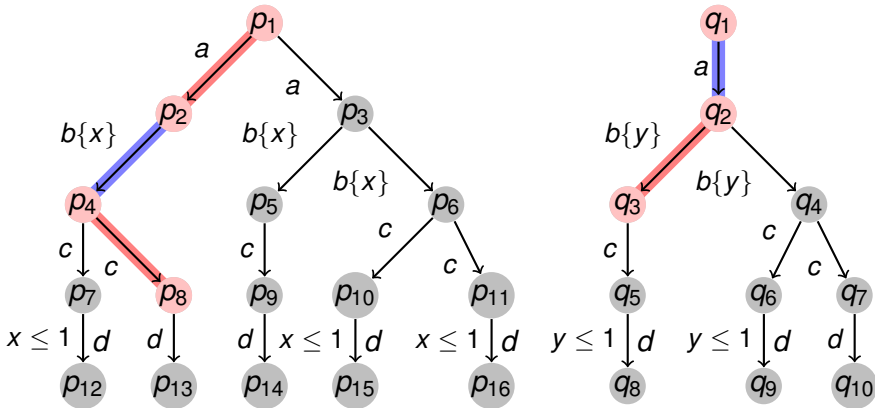 p1 q1
a a a
p2 p3 q2
b{x} b{x} b{x} b{y} b{y}
p4 p5 p6 q3 q4
c c c c c c c c
p7 p8 p9 p10 p11 q5 q6 q7
x ≤ 1 d d d x ≤ 1 d x ≤ 1 d y ≤ 1 d y ≤ 1 d d
p12 p13 p14 p15 p16 q8 q9 q10